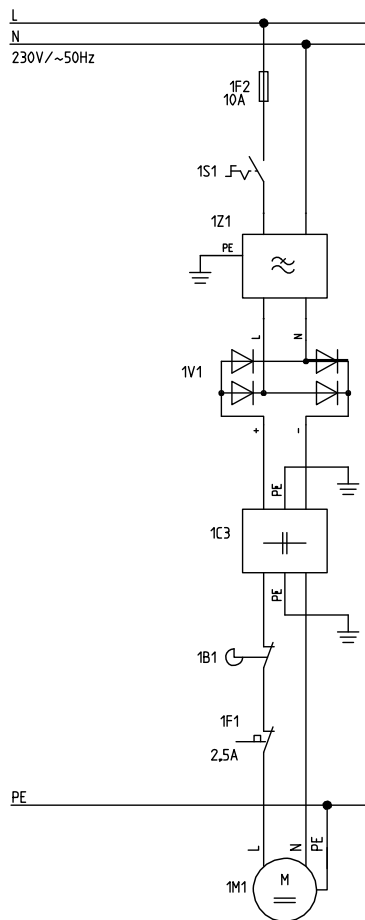 L
N
230V/~50Hz
1F2
10A
1S1
1Z1
PE
L
N
1V1
+
-
PE
1C3
PE
1B1
1F1
2,5A
PE
L
N
PE
1M1
M